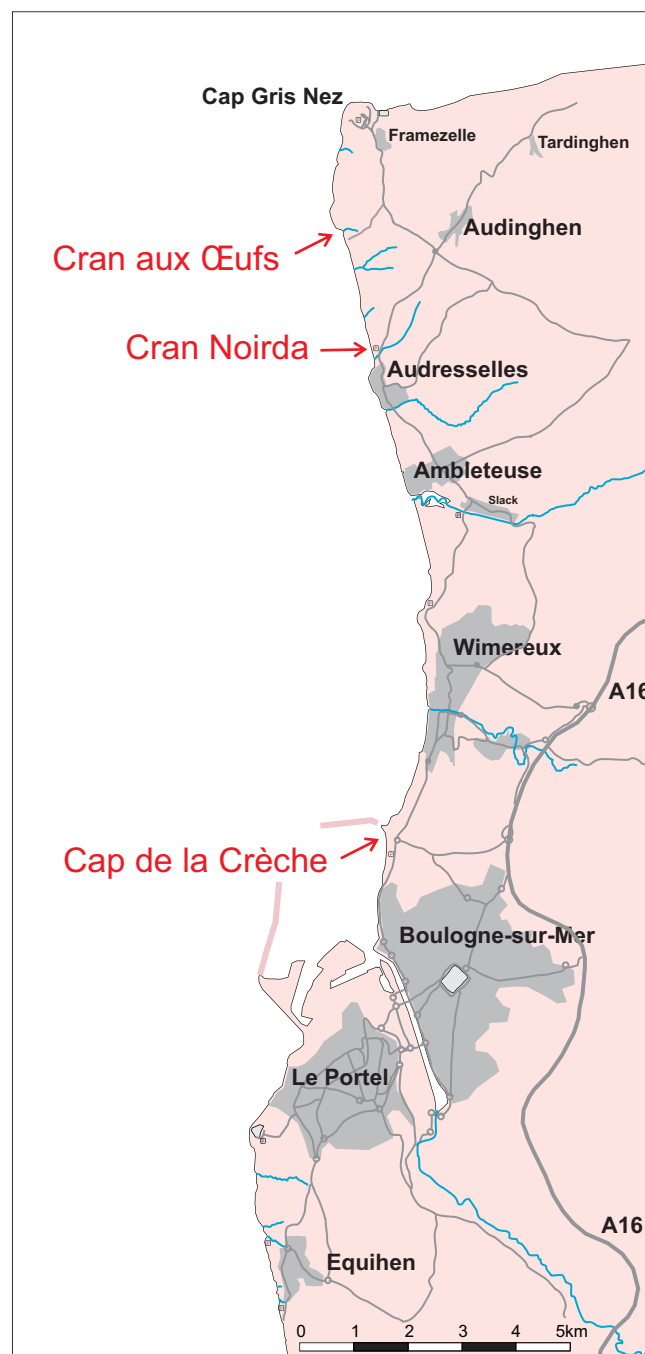 Cap Gris Nez
Framezelle
Tardinghen
Audinghen
Cran aux Œufs
Cran Noirda
Audresselles
Ambleteuse
Slack
Wimereux
A16
Cap de la Crèche
Boulogne-sur-Mer
Le Portel
A16
Equihen
0 1 2 3 4 5km